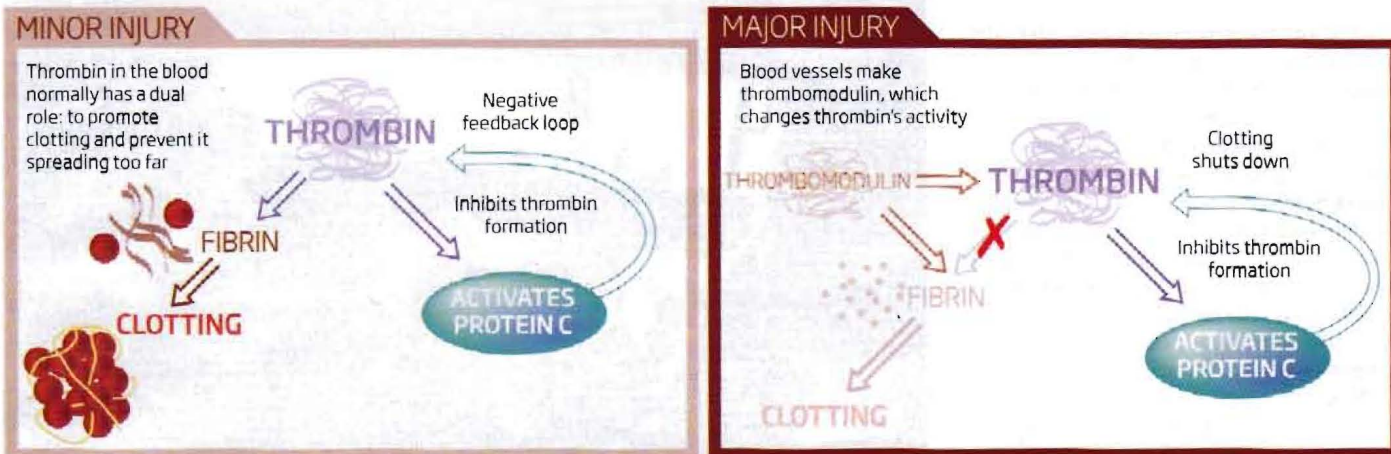 MINOR INJURY
Thrombin in the blood
normally has a dual
role: to promote
clotting and prevent it
spreading too far
THROMBIN
Negative
feedback loop
Inhibits thrombin
formation
FIBRIN
CLOTTING
ACTIVATES
PROTEIN C
MAJOR INJURY
Blood vessels make
thrombomodulin, which
changes thrombin's activity
THROMBOMODULIN
THROMBIN
Clotting
shuts down
Inhibits thrombin
formation
FIBRIN
CLOTTING
ACTIVATES
PROTEIN C